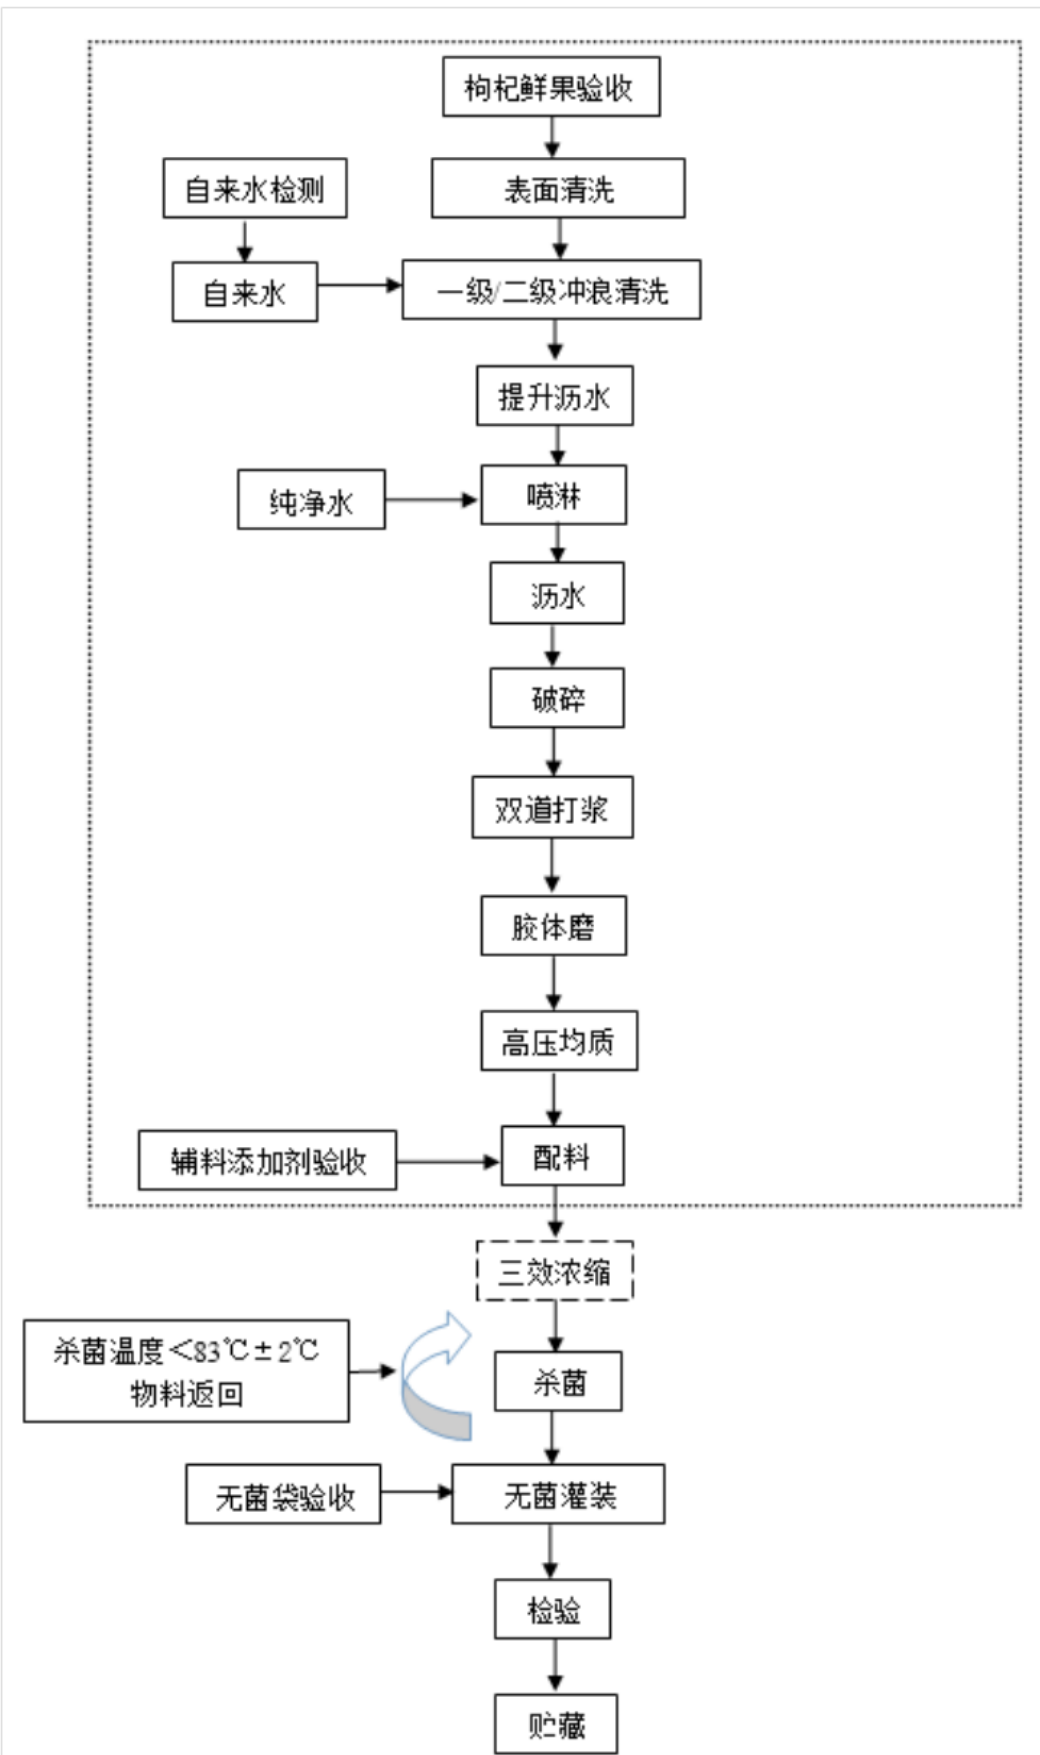 枸杞鲜果验收
自来水检测
表面清洗
自来水
一级/二级冲浪清洗
提升沥水
纯净水
喷淋
沥水
破碎
双道打浆
胶体磨
高压均质
辅料添加剂验收
配料
三效浓缩
杀菌温度＜83℃±2℃
物料返回
杀菌
无菌袋验收
无菌灌装
检验
贮藏